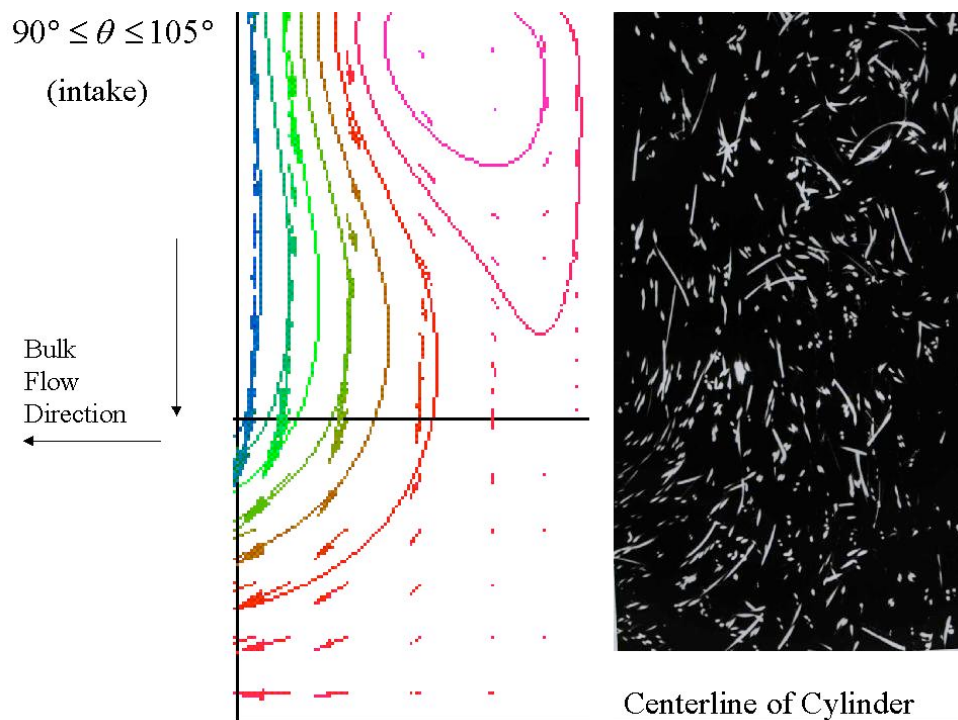 90° ≤ θ ≤ 105°
(intake)
Bulk
Flow
Direction
Centerline of Cylinder